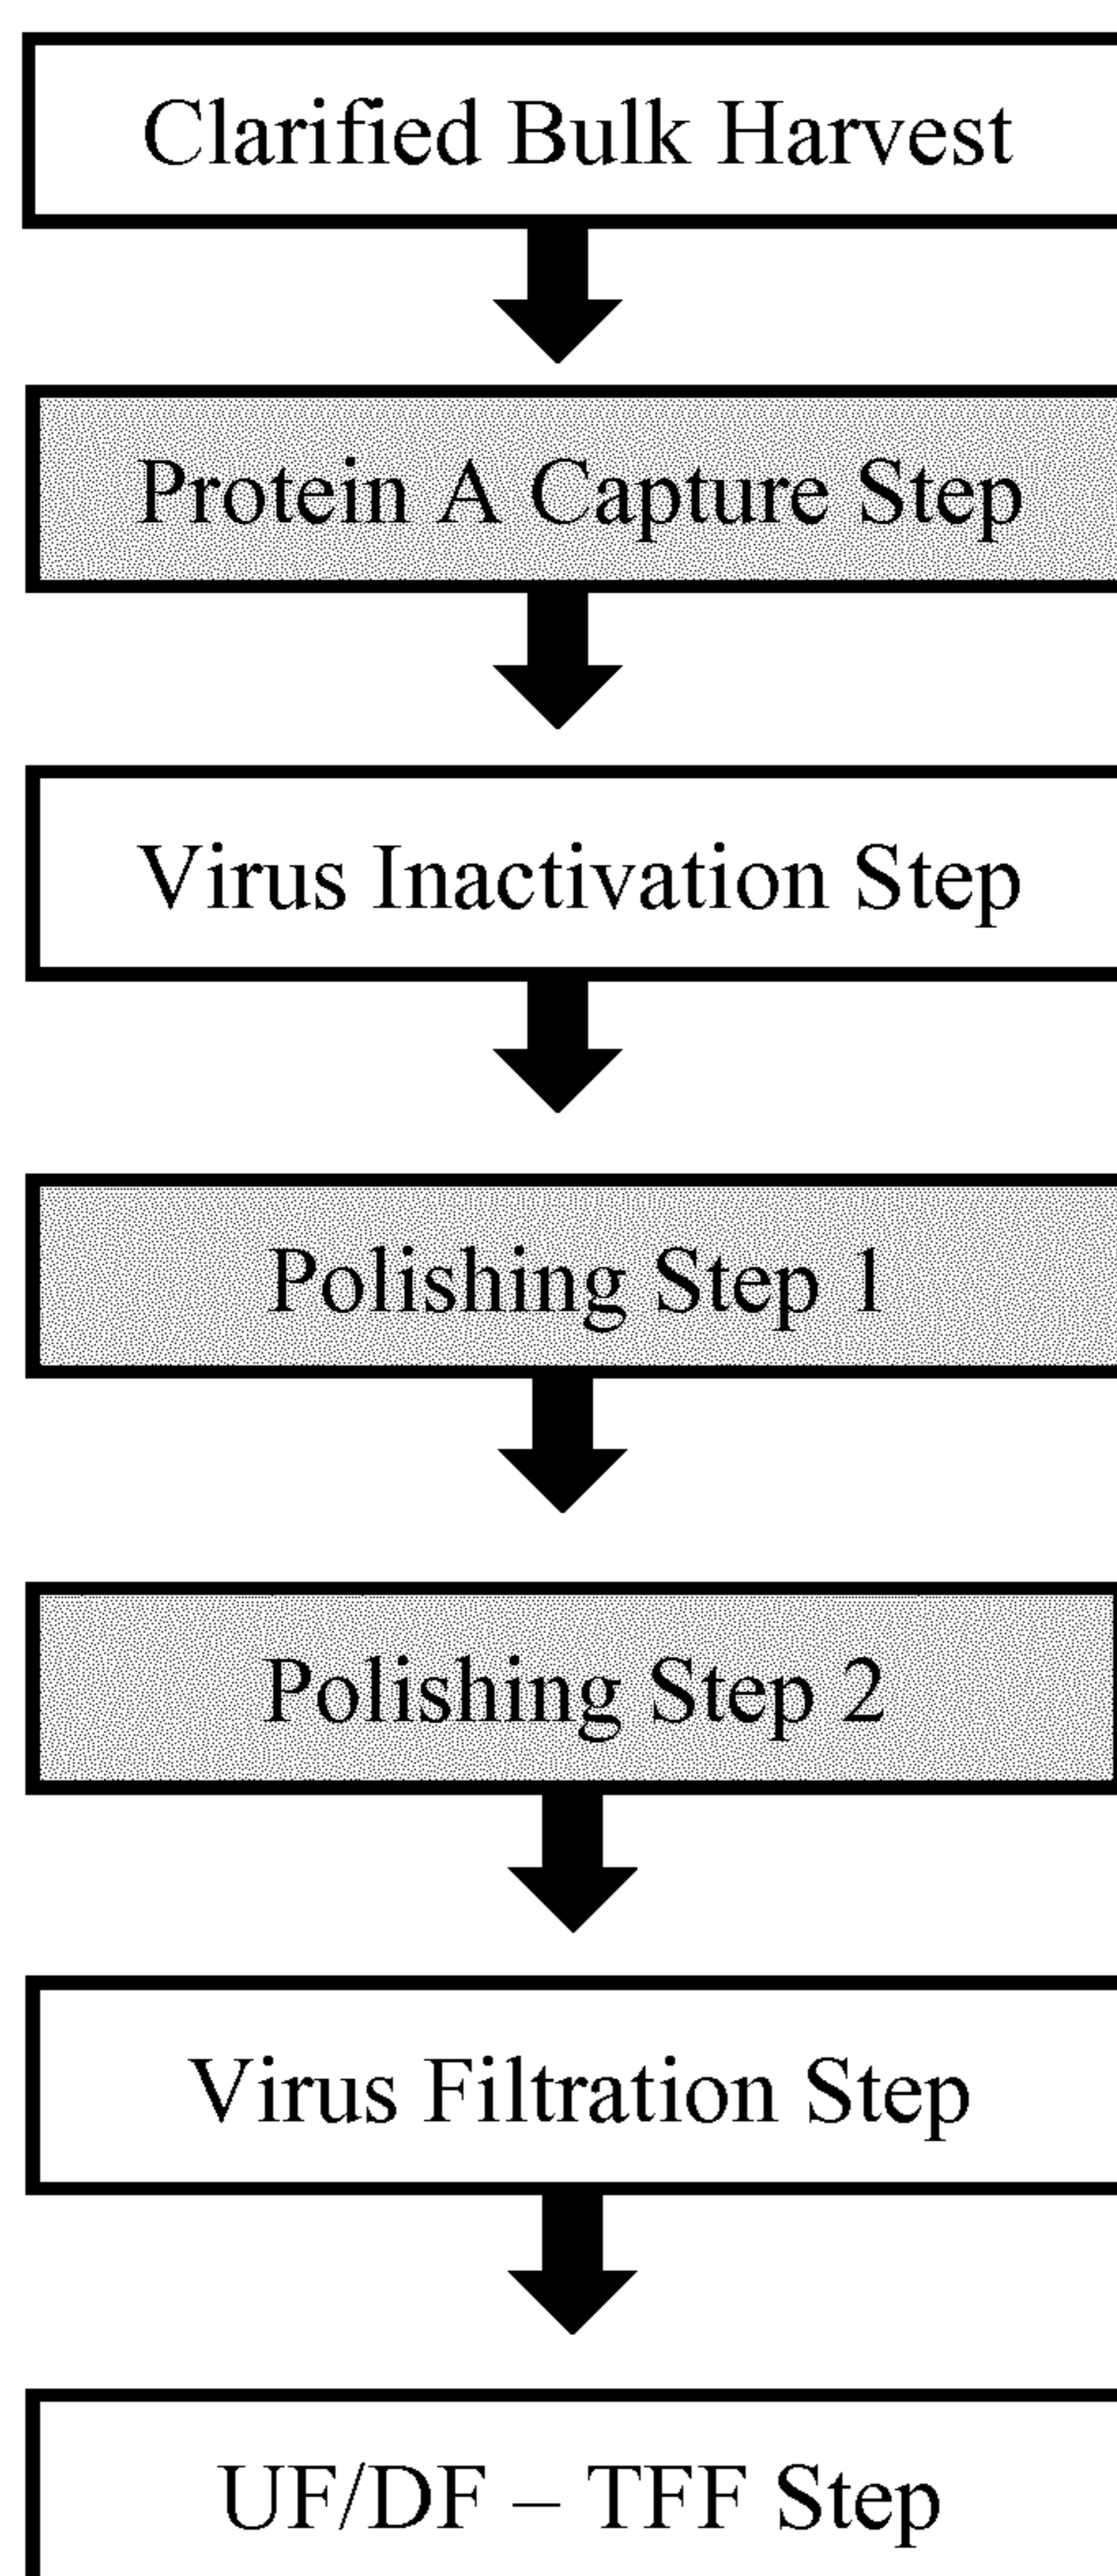 Clarified Bulk Harvest
Protein A Capture Step
Virus Inactivation Step
Polishing Step 1
Polishing Step 2
Virus Filtration Step
UF/DF – TFF Step